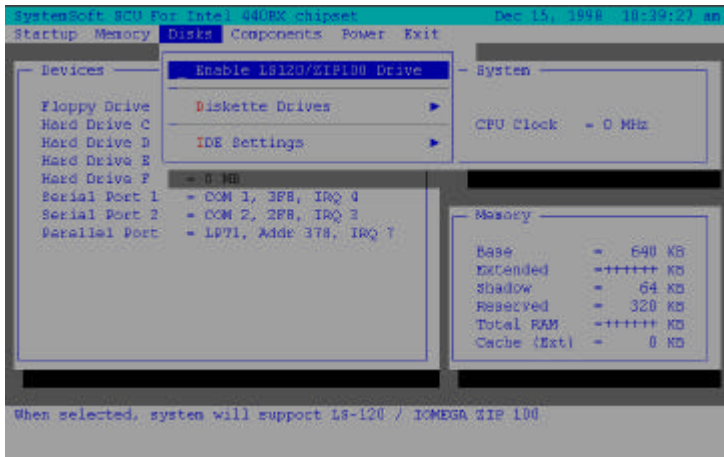 SystemSoft SCU For Intel 440BX chipset Dec 15, 1998 10:39:27 am
Startup Memory Disks Components Power Exit
Devices
Enable LS120/ZIP100 Drive
System
Floppy Drive
Diskette Drives
Hard Drive C
CPU Clock = 0 MHz
Hard Drive D
IDE Settings
Hard Drive E
Hard Drive F = 0 MB
Serial Port 1 = COM 1, 3F8, IRQ 4
Serial Port 2 = COM 2, 2F8, IRQ 3
Memory
Parallel Port = LPT1, Addr 378, IRQ 7
Base = 640 KB
Extended =++++++ KB
Shadow = 64 KB
Reserved = 320 KB
Total RAM =++++++ KB
Cache (Ext) = 0 KB
When selected, system will support LS-120 / IOMEGA ZIP 100